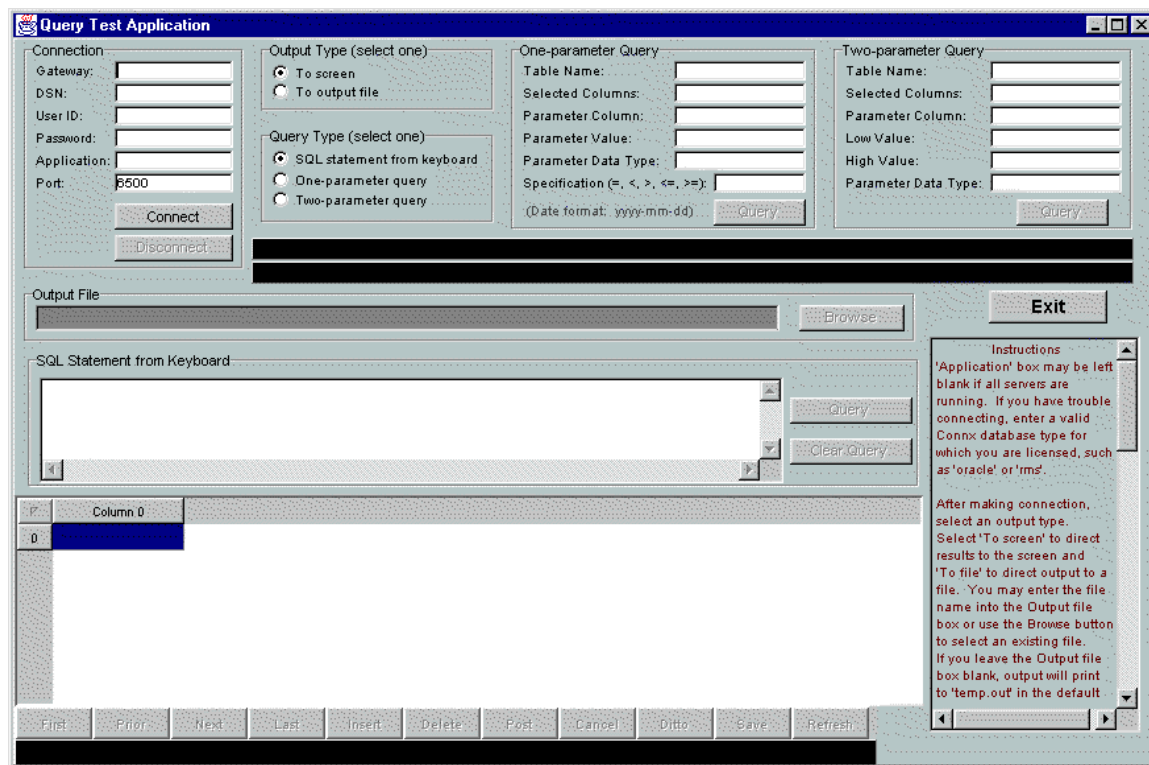 Query Test Application
Connection
Gateway:
DSN:
User ID:
Password:
Application:
Port: 6500
Connect
Disconnect
Output Type (select one)
To screen
To output file
Query Type (select one)
SQL statement from keyboard
One-parameter query
Two-parameter query
One-parameter Query
Table Name:
Selected Columns:
Parameter Column:
Parameter Value:
Parameter Data Type:
Specification (=, <, >, <=, >=):
(Date format: yyyy-mm-dd)
Query
Two-parameter Query
Table Name:
Selected Columns:
Parameter Column:
Low Value:
High Value:
Parameter Data Type:
Query
Output File
Browse
Exit
SQL Statement from Keyboard
Query
Clear Query
Instructions
'Application' box may be left
blank if all servers are
running. If you have trouble
connecting, enter a valid
Connx database type for
which you are licensed, such
as 'oracle' or 'rms'.
After making connection,
select an output type.
Select 'To screen' to direct
results to the screen and
'To file' to direct output to a
file. You may enter the file
name into the Output file
box or use the Browse button
to select an existing file.
If you leave the Output file
box blank, output will print
to 'temp.out' in the default
Column 0
0
First
Prior
Next
Last
Insert
Delete
Post
Cancel
Ditto
Save
Refresh